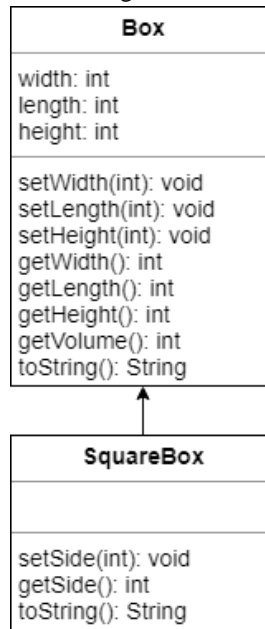 Box
width: int
length: int
height: int
setWidth(int): void
setLength(int): void
setHeight(int): void
getWidth(): int
getLength(): int
getHeight(): int
getVolume(): int
toString(): String
SquareBox
setSide(int): void
getSide(): int
toString(): String